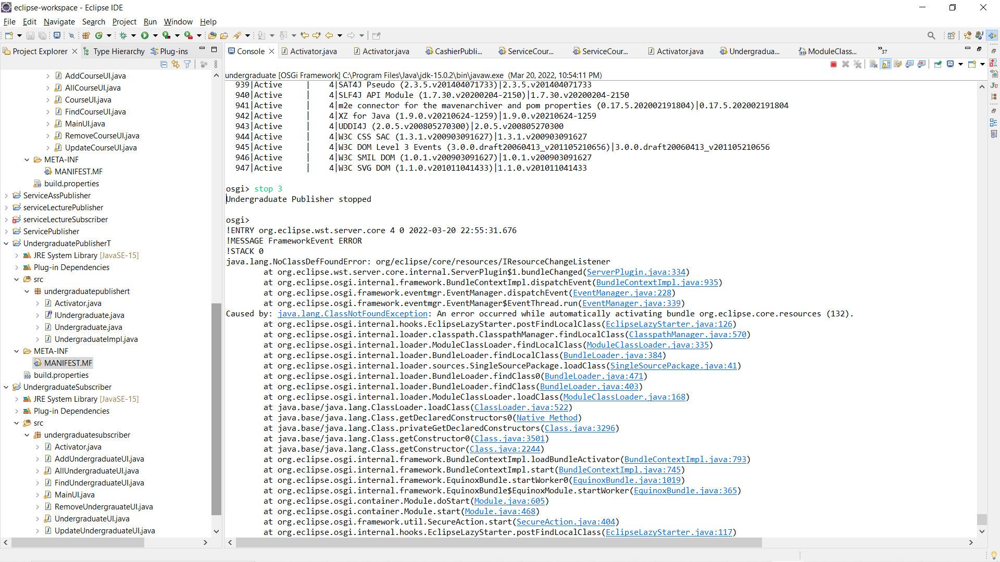 eclipse-workspace - Eclipse IDE
File Edit Navigate Search Project Run Window Help
Project Explorer Type Hierarchy Plug-ins
AddCourseUI.java
AllCourseUI.java
CourseUI.java
FindCourseUI.java
MainUI.java
RemoveCourseUI.java
UpdateCourseUI.java
META-INF
MANIFEST.MF
build.properties
ServiceAssPublisher
serviceLecturePublisher
serviceLectureSubscriber
ServicePublisher
UndergraduatePublisherT
JRE System Library [JavaSE-15]
Plug-in Dependencies
src
undergraduatepublishert
Activator.java
IUndergraduate.java
Undergraduate.java
UndergraduateImpl.java
META-INF
MANIFEST.MF
build.properties
UndergraduateSubscriber
JRE System Library [JavaSE-15]
Plug-in Dependencies
src
undergraduatesubscriber
Activator.java
AddUndergraduateUI.java
AllUndergraduateUI.java
FindUndergraduateUI.java
MainUI.java
RemoveUndergrauateUI.java
UndergraduateUI.java
UpdateUndergraduateUI.java
Console Activator.java Activator.java CashierPubli... ServiceCour... ServiceCour... Activator.java Undergradua... ModuleClass... »37
undergraduate [OSGi Framework] C:\Program Files\Java\jdk-15.0.2\bin\javaw.exe (Mar 20, 2022, 10:54:11 PM)
939|Active | 4|SAT4J Pseudo (2.3.5.v201404071733)|2.3.5.v201404071733
940|Active | 4|SLF4J API Module (1.7.30.v20200204-2150)|1.7.30.v20200204-2150
941|Active | 4|m2e connector for the mavenarchiver and pom properties (0.17.5.202002191804)|0.17.5.202002191804
942|Active | 4|XZ for Java (1.9.0.v20210624-1259)|1.9.0.v20210624-1259
943|Active | 4|UDDI4J (2.0.5.v200805270300)|2.0.5.v200805270300
944|Active | 4|W3C CSS SAC (1.3.1.v200903091627)|1.3.1.v200903091627
945|Active | 4|W3C DOM Level 3 Events (3.0.0.draft20060413_v201105210656)|3.0.0.draft20060413_v201105210656
946|Active | 4|W3C SMIL DOM (1.0.1.v200903091627)|1.0.1.v200903091627
947|Active | 4|W3C SVG DOM (1.1.0.v201011041433)|1.1.0.v201011041433
osgi> stop 3
Undergraduate Publisher stopped
osgi>
!ENTRY org.eclipse.wst.server.core 4 0 2022-03-20 22:55:31.676
!MESSAGE FrameworkEvent ERROR
!STACK 0
java.lang.NoClassDefFoundError: org/eclipse/core/resources/IResourceChangeListener
at org.eclipse.wst.server.core.internal.ServerPlugin$1.bundleChanged(ServerPlugin.java:334)
at org.eclipse.osgi.internal.framework.BundleContextImpl.dispatchEvent(BundleContextImpl.java:935)
at org.eclipse.osgi.framework.eventmgr.EventManager.dispatchEvent(EventManager.java:228)
at org.eclipse.osgi.framework.eventmgr.EventManager$EventThread.run(EventManager.java:339)
Caused by: java.lang.ClassNotFoundException: An error occurred while automatically activating bundle org.eclipse.core.resources (132).
at org.eclipse.osgi.internal.hooks.EclipseLazyStarter.postFindLocalClass(EclipseLazyStarter.java:126)
at org.eclipse.osgi.internal.loader.classpath.ClasspathManager.findLocalClass(ClasspathManager.java:570)
at org.eclipse.osgi.internal.loader.ModuleClassLoader.findLocalClass(ModuleClassLoader.java:335)
at org.eclipse.osgi.internal.loader.BundleLoader.findLocalClass(BundleLoader.java:384)
at org.eclipse.osgi.internal.loader.sources.SingleSourcePackage.loadClass(SingleSourcePackage.java:41)
at org.eclipse.osgi.internal.loader.BundleLoader.findClass0(BundleLoader.java:471)
at org.eclipse.osgi.internal.loader.BundleLoader.findClass(BundleLoader.java:403)
at org.eclipse.osgi.internal.loader.ModuleClassLoader.loadClass(ModuleClassLoader.java:168)
at java.base/java.lang.ClassLoader.loadClass(ClassLoader.java:522)
at java.base/java.lang.Class.getDeclaredConstructors0(Native Method)
at java.base/java.lang.Class.privateGetDeclaredConstructors(Class.java:3296)
at java.base/java.lang.Class.getConstructor0(Class.java:3501)
at java.base/java.lang.Class.getConstructor(Class.java:2244)
at org.eclipse.osgi.internal.framework.BundleContextImpl.loadBundleActivator(BundleContextImpl.java:793)
at org.eclipse.osgi.internal.framework.BundleContextImpl.start(BundleContextImpl.java:745)
at org.eclipse.osgi.internal.framework.EquinoxBundle.startWorker0(EquinoxBundle.java:1019)
at org.eclipse.osgi.internal.framework.EquinoxBundle$EquinoxModule.startWorker(EquinoxBundle.java:365)
at org.eclipse.osgi.container.Module.doStart(Module.java:605)
at org.eclipse.osgi.container.Module.start(Module.java:468)
at org.eclipse.osgi.framework.util.SecureAction.start(SecureAction.java:404)
at org.eclipse.osgi.internal.hooks.EclipseLazyStarter.postFindLocalClass(EclipseLazyStarter.java:117)